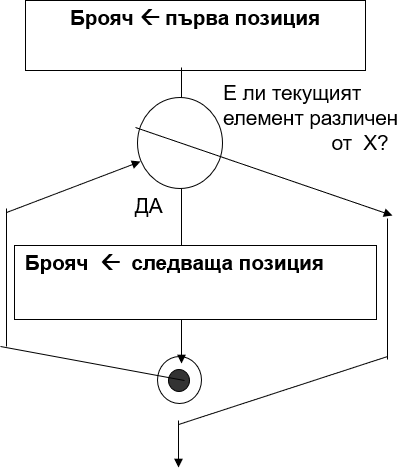 Брояч ← първа позиция
Е ли текущият
елемент различен
от X?
ДА
Брояч ← следваща позиция